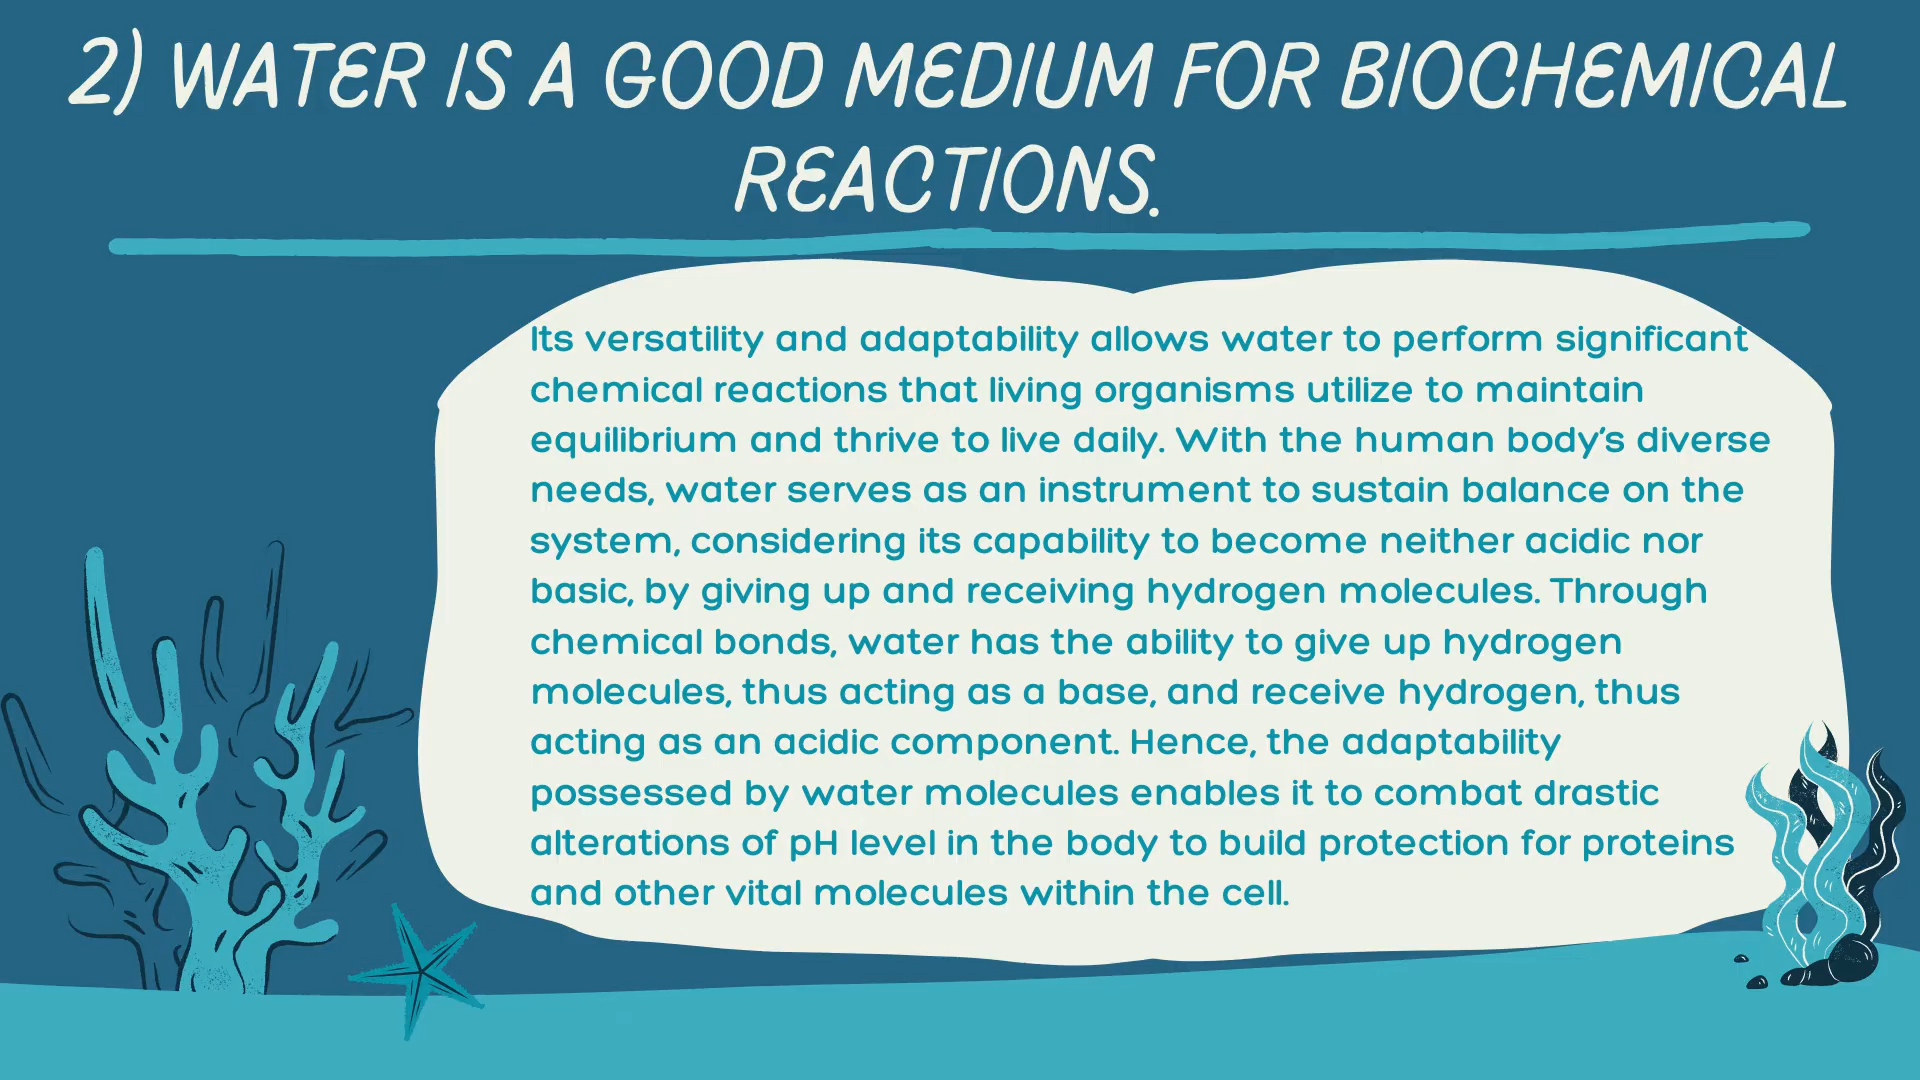 2) WATER IS A GOOD MEDIUM FOR BIOCHEMICAL
REACTIONS.
Its versatility and adaptability allows water to perform significant
chemical reactions that living organisms utilize to maintain
equilibrium and thrive to live daily. With the human body's diverse
needs, water serves as an instrument to sustain balance on the
system, considering its capability to become neither acidic nor
basic, by giving up and receiving hydrogen molecules. Through
chemical bonds, water has the ability to give up hydrogen
molecules, thus acting as a base, and receive hydrogen, thus
acting as an acidic component. Hence, the adaptability
possessed by water molecules enables it to combat drastic
alterations of pH level in the body to build protection for proteins
and other vital molecules within the cell.